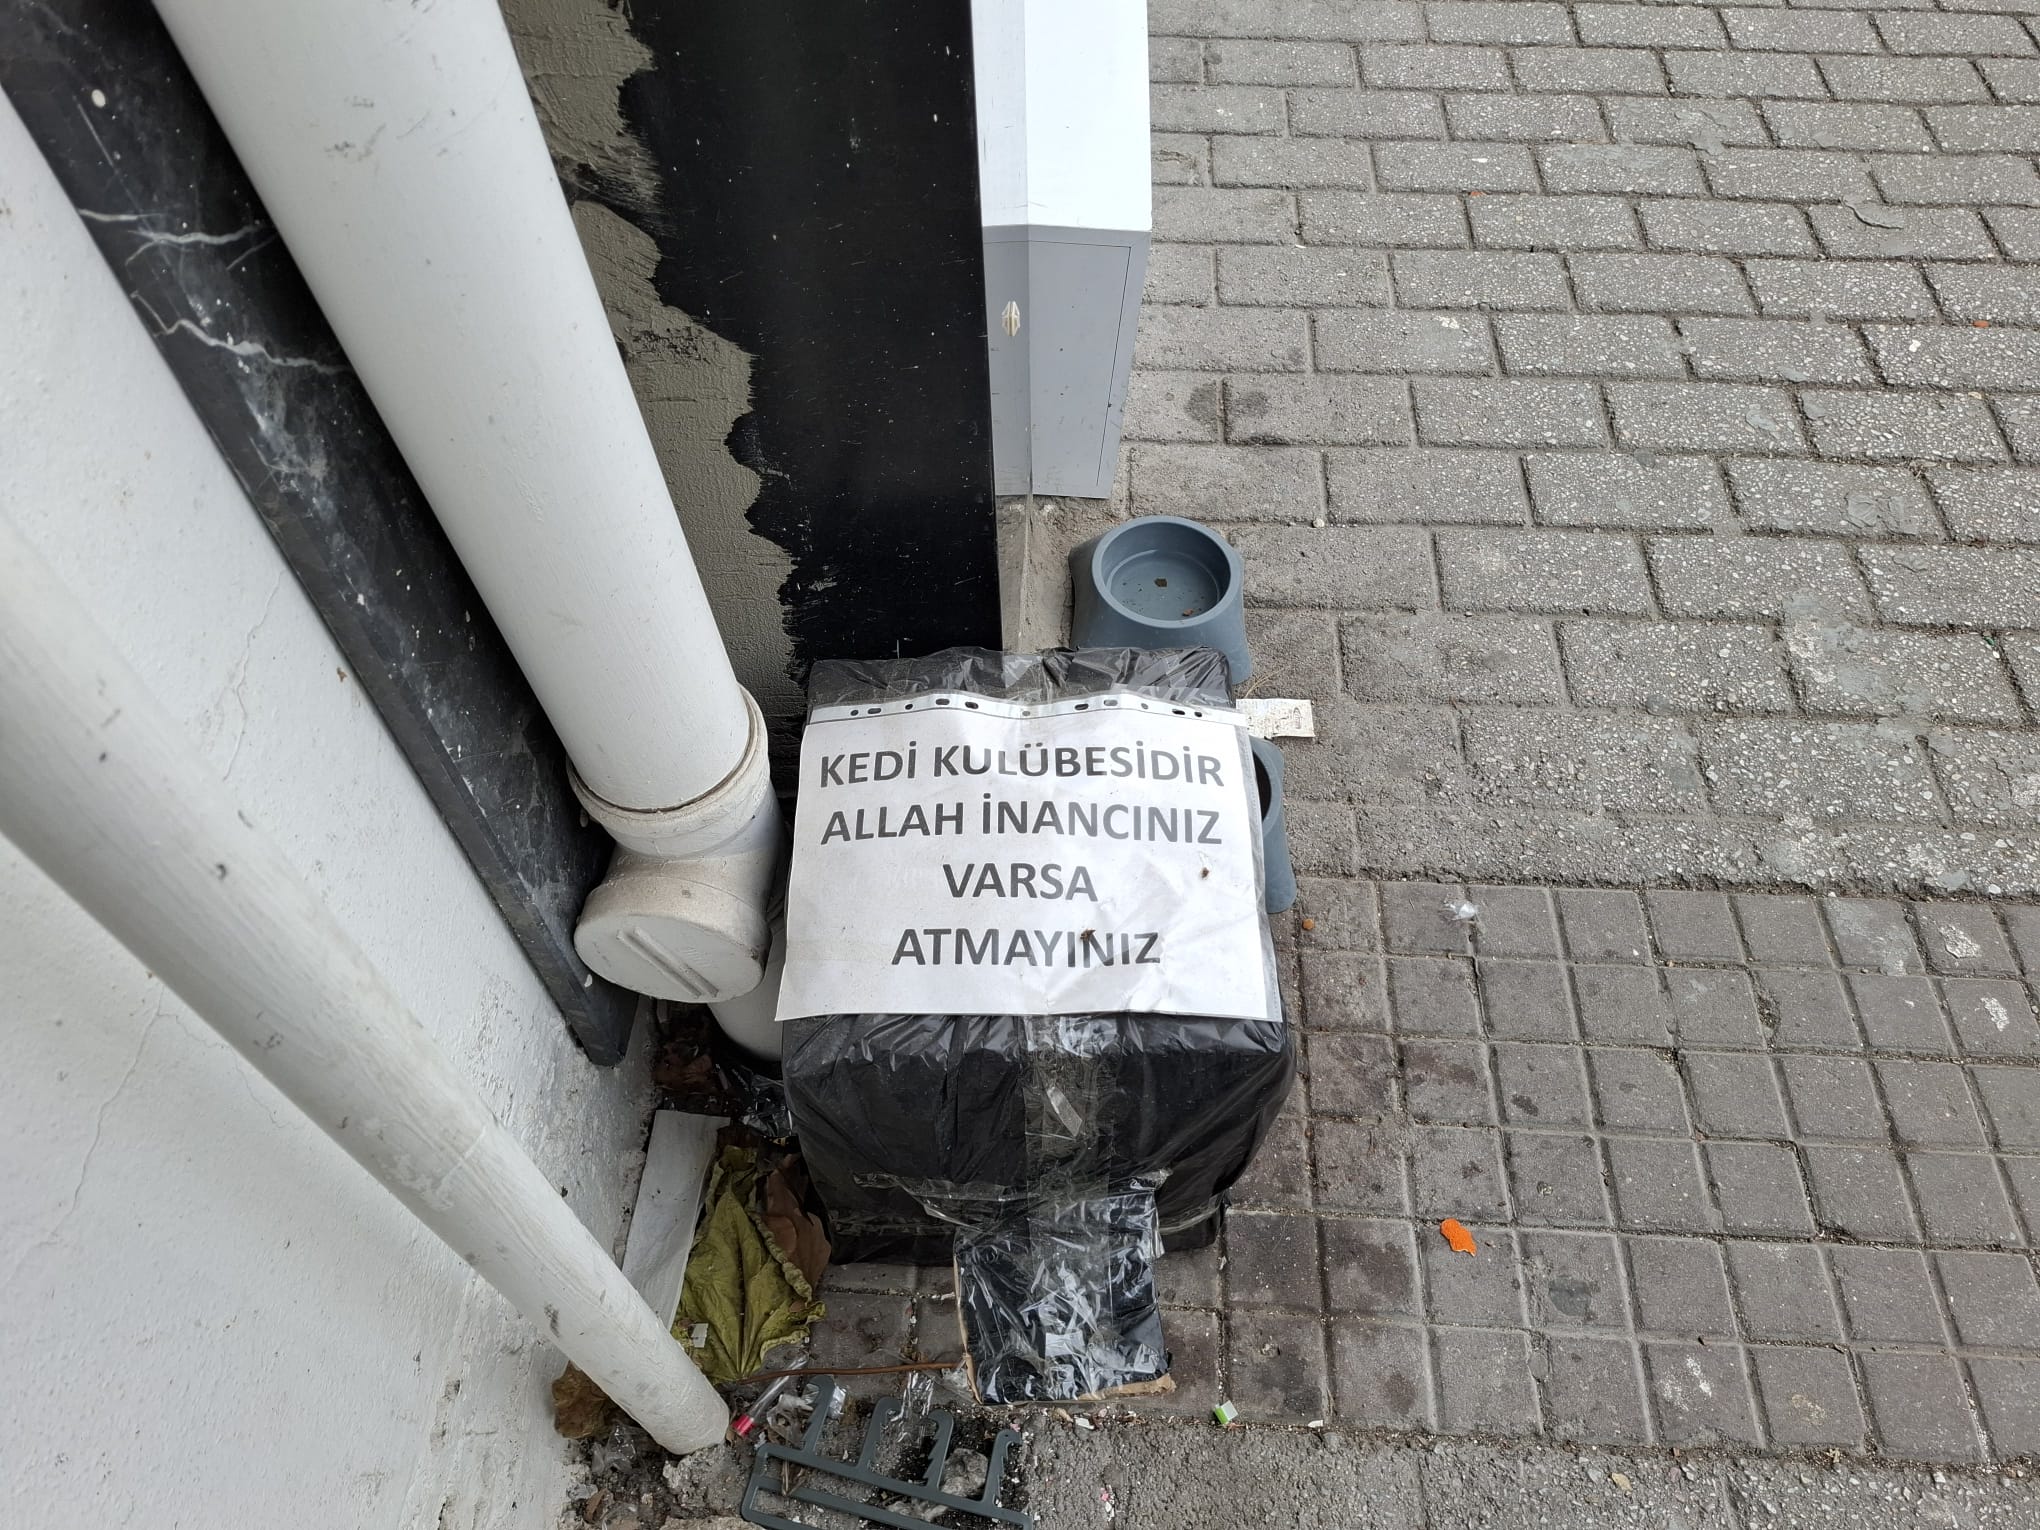 KEDİ KULÜBESİDİR
ALLAH İNANCINIZ
VARSA
ATMAYINIZ